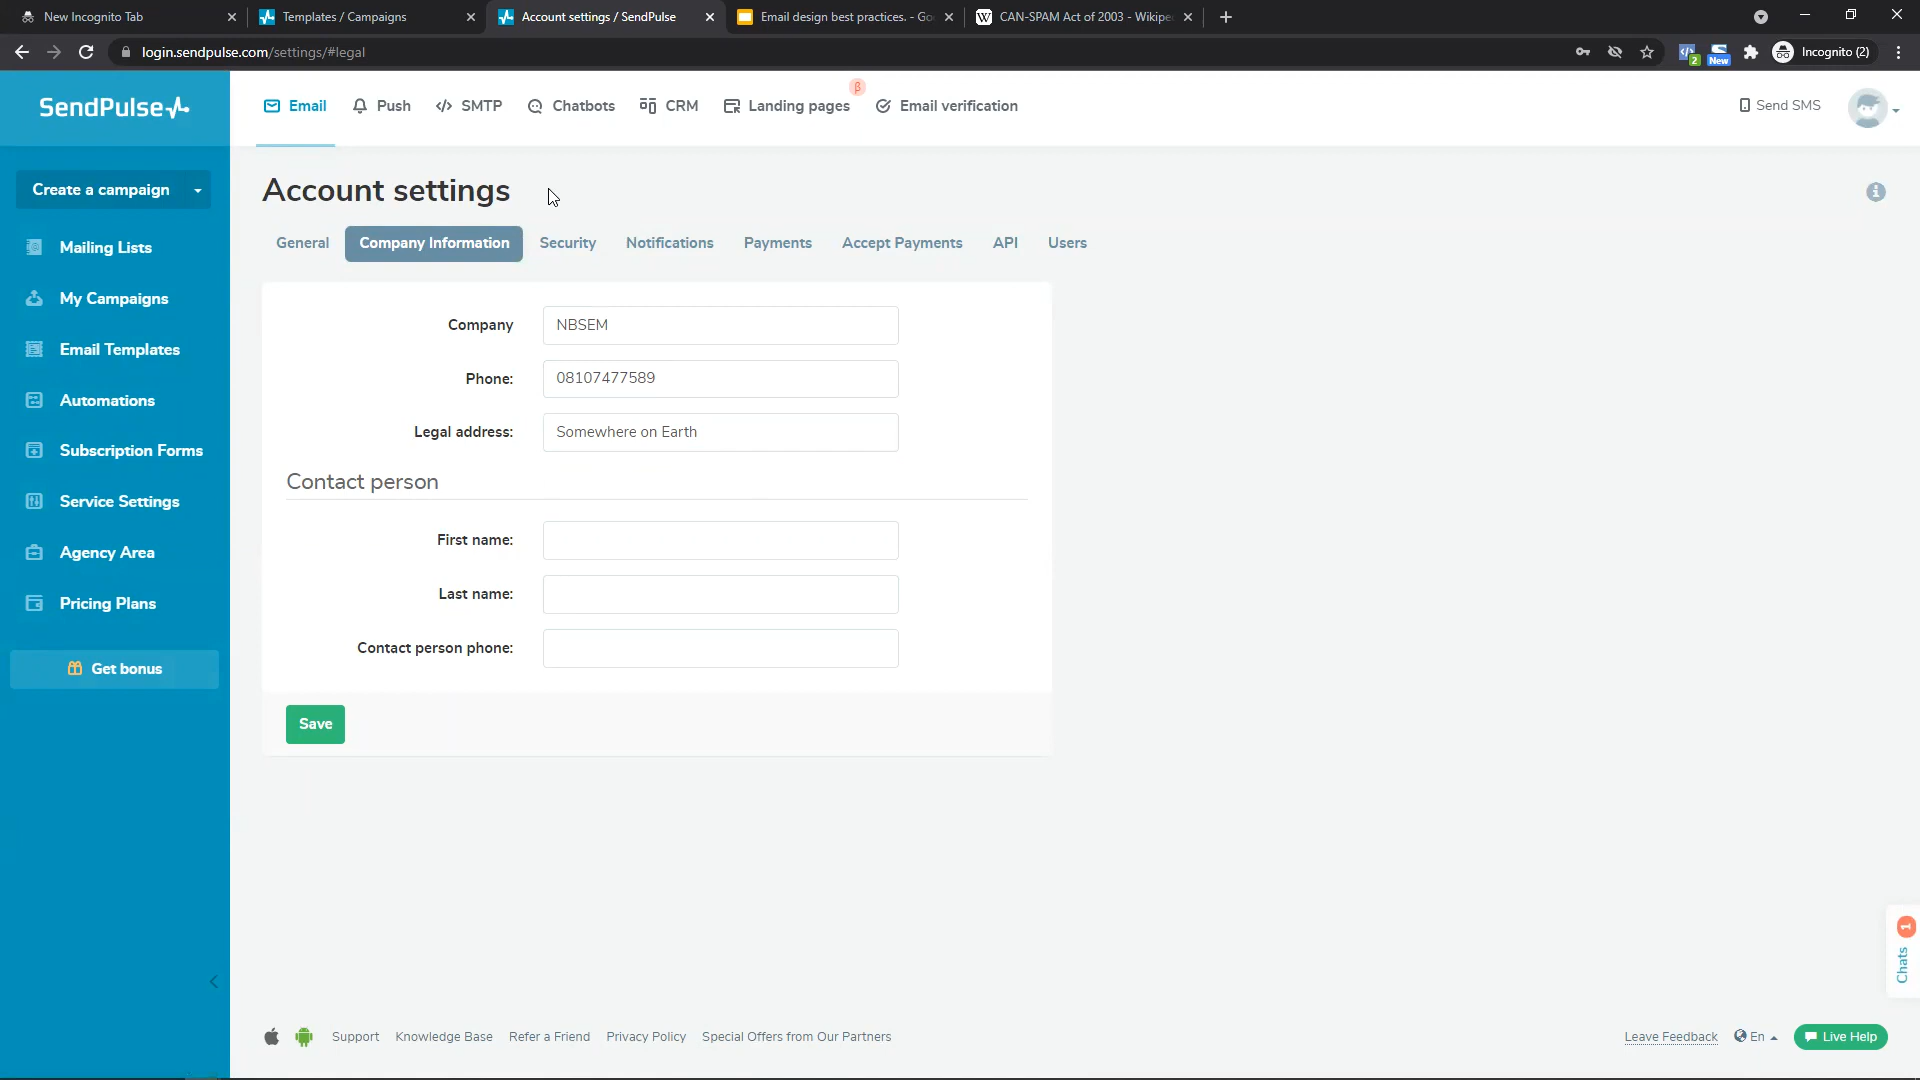 New Incognito Tab
Templates / Campaigns
Account settings / SendPulse
Email design best practices. - Go
CAN-SPAM Act of 2003 - Wikipe
login.sendpulse.com/settings/#legal
2
New
Incognito (2)
SendPulse
Email
Push
SMTP
Chatbots
CRM
Landing pages
β
Email verification
Send SMS
Create a campaign
Mailing Lists
My Campaigns
Email Templates
Automations
Subscription Forms
Service Settings
Agency Area
Pricing Plans
Get bonus
Account settings
General
Company Information
Security
Notifications
Payments
Accept Payments
API
Users
Company
NBSEM
Phone:
08107477589
Legal address:
Somewhere on Earth
Contact person
First name:
Last name:
Contact person phone:
Save
Chats
1
Support
Knowledge Base
Refer a Friend
Privacy Policy
Special Offers from Our Partners
Leave Feedback
En
Live Help